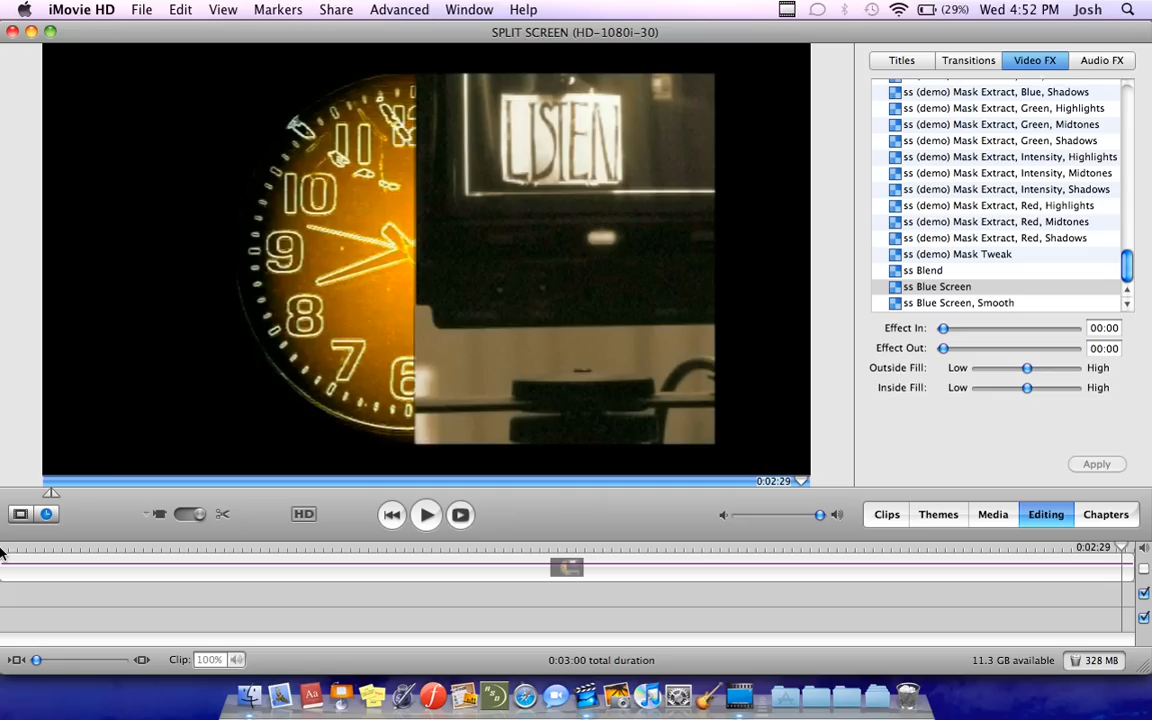 iMovie HD File Edit View Markers Share Advanced Window Help (29%) Wed 4:52 PM Josh
SPLIT SCREEN (HD-1080i-30)
Titles Transitions Video FX Audio FX
ss (demo) Mask Extract, Blue, Shadows
ss (demo) Mask Extract, Green, Highlights
ss (demo) Mask Extract, Green, Midtones
ss (demo) Mask Extract, Green, Shadows
ss (demo) Mask Extract, Intensity, Highlights
ss (demo) Mask Extract, Intensity, Midtones
ss (demo) Mask Extract, Intensity, Shadows
ss (demo) Mask Extract, Red, Highlights
ss (demo) Mask Extract, Red, Midtones
ss (demo) Mask Extract, Red, Shadows
ss (demo) Mask Tweak
ss Blend
ss Blue Screen
ss Blue Screen, Smooth
Effect In: 00:00
Effect Out: 00:00
Outside Fill: Low High
Inside Fill: Low High
Apply
LISTEN
12
11
10
9
8
7
6
0:02:29
HD
Clips Themes Media Editing Chapters
0:02:29
Clip: 100% 0:03:00 total duration 11.3 GB available 328 MB